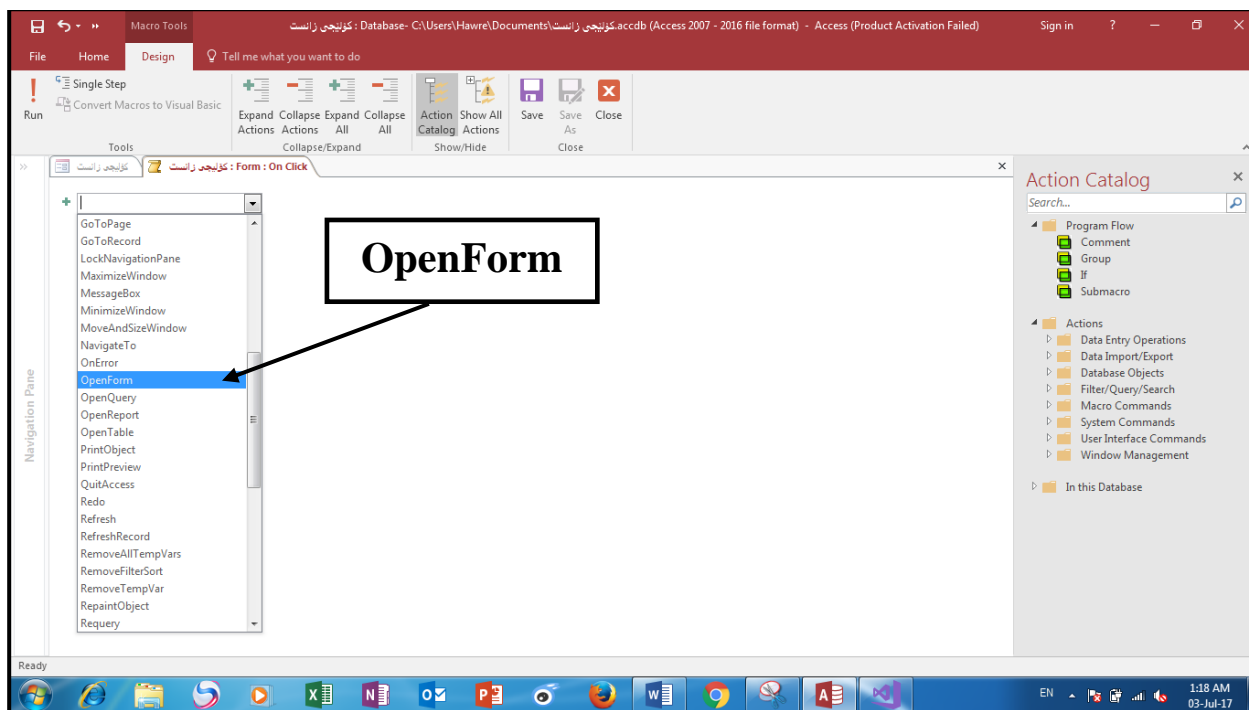 Macro Tools
كۆلێجی زانست : Database- C:\Users\Hawre\Documents\كۆلێجی زانست.accdb (Access 2007 - 2016 file format) - Access (Product Activation Failed)
Sign in ?
File Home Design Tell me what you want to do
Run
Single Step
Convert Macros to Visual Basic
Tools
Expand Actions
Collapse Actions
Expand All
Collapse All
Collapse/Expand
Action Catalog
Show All Actions
Show/Hide
Save
Save As
Close
Close
كۆلێجی زانست
كۆلێجی زانست : Form : On Click
Navigation Pane
GoToPage
GoToRecord
LockNavigationPane
MaximizeWindow
MessageBox
MinimizeWindow
MoveAndSizeWindow
NavigateTo
OnError
OpenForm
OpenQuery
OpenReport
OpenTable
PrintObject
PrintPreview
QuitAccess
Redo
Refresh
RefreshRecord
RemoveAllTempVars
RemoveFilterSort
RemoveTempVar
RepaintObject
Requery
OpenForm
Action Catalog
Search...
Program Flow
Comment
Group
If
Submacro
Actions
Data Entry Operations
Data Import/Export
Database Objects
Filter/Query/Search
Macro Commands
System Commands
User Interface Commands
Window Management
In this Database
Ready
EN
1:18 AM
03-Jul-17